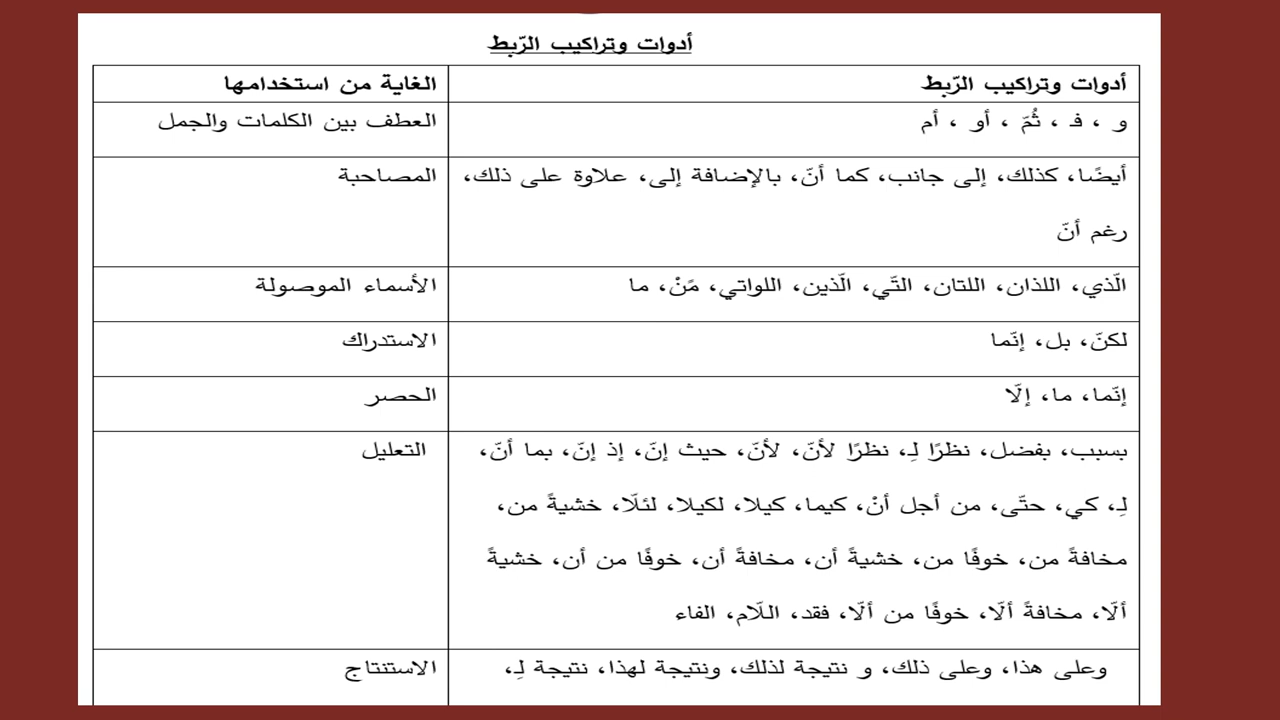 أدوات وتراكيب الرّبط
أدوات وتراكيب الرّبط
الغاية من استخدامها
و ، فـ ، ثُمّ ، أو ، أم
العطف بين الكلمات والجمل
أيضًا، كذلك، إلى جانب، كما أنّ، بالإضافة إلى، علاوة على ذلك،
رغم أنّ
المصاحبة
الّذي، اللذان، اللتان، التّي، الّذين، اللواتي، مَنْ، ما
الأسماء الموصولة
لكنّ، بل، إنّما
الاستدراك
إنّما، ما، إلّا
الحصر
بسبب، بفضل، نظرًا لِ، نظرًا لأنّ، لأنّ، حيث إنّ، إذ إنّ، بما أنّ،
لِ، كي، حتّى، من أجل أنْ، كيما، كيلا، لكيلا، لئلّا، خشيةً من،
مخافةً من، خوفًا من، خشيةً أن، مخافةً أن، خوفًا من أن، خشيةً
ألّا، مخافةً ألّا، خوفًا من ألّا، فقد، اللّام، الفاء
التعليل
وعلى هذا، وعلى ذلك، و نتيجة لذلك، ونتيجة لهذا، نتيجة لِ،
الاستنتاج